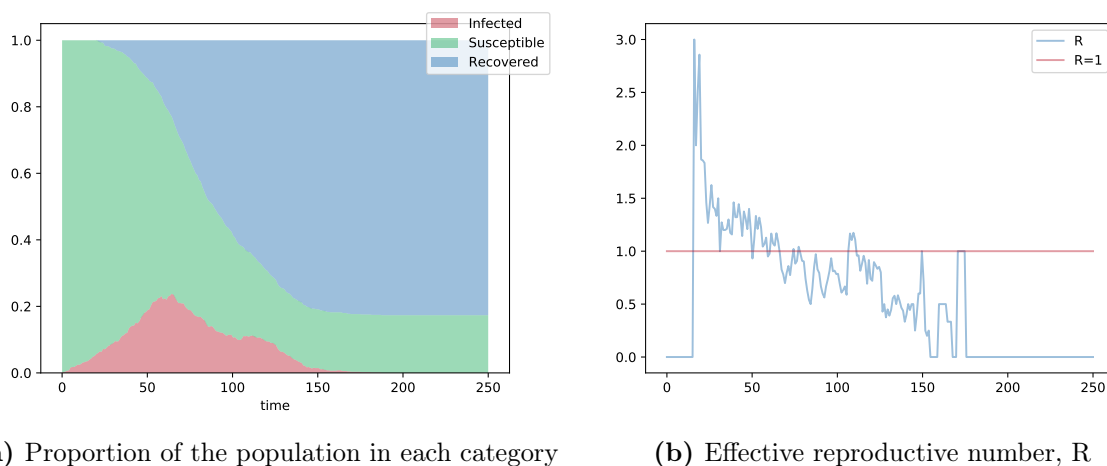 Infected
Susceptible
Recovered
1.0
0.8
0.6
0.4
0.2
0.0
0 50 100 150 200 250
time
R
R=1
3.0
2.5
2.0
1.5
1.0
0.5
0.0
0 50 100 150 200 250
) Proportion of the population in each category
(b) Effective reproductive number, R